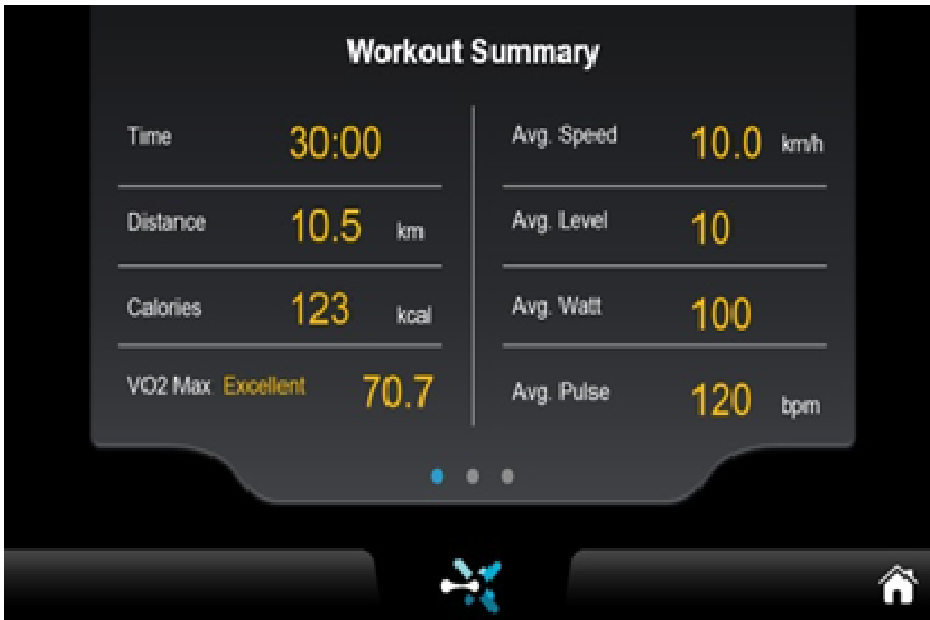 Workout Summary
Time 30:00
Distance 10.5 km
Calories 123 kcal
VO2 Max Excellent 70.7
Avg. Speed 10.0 km/h
Avg. Level 10
Avg. Watt 100
Avg. Pulse 120 bpm